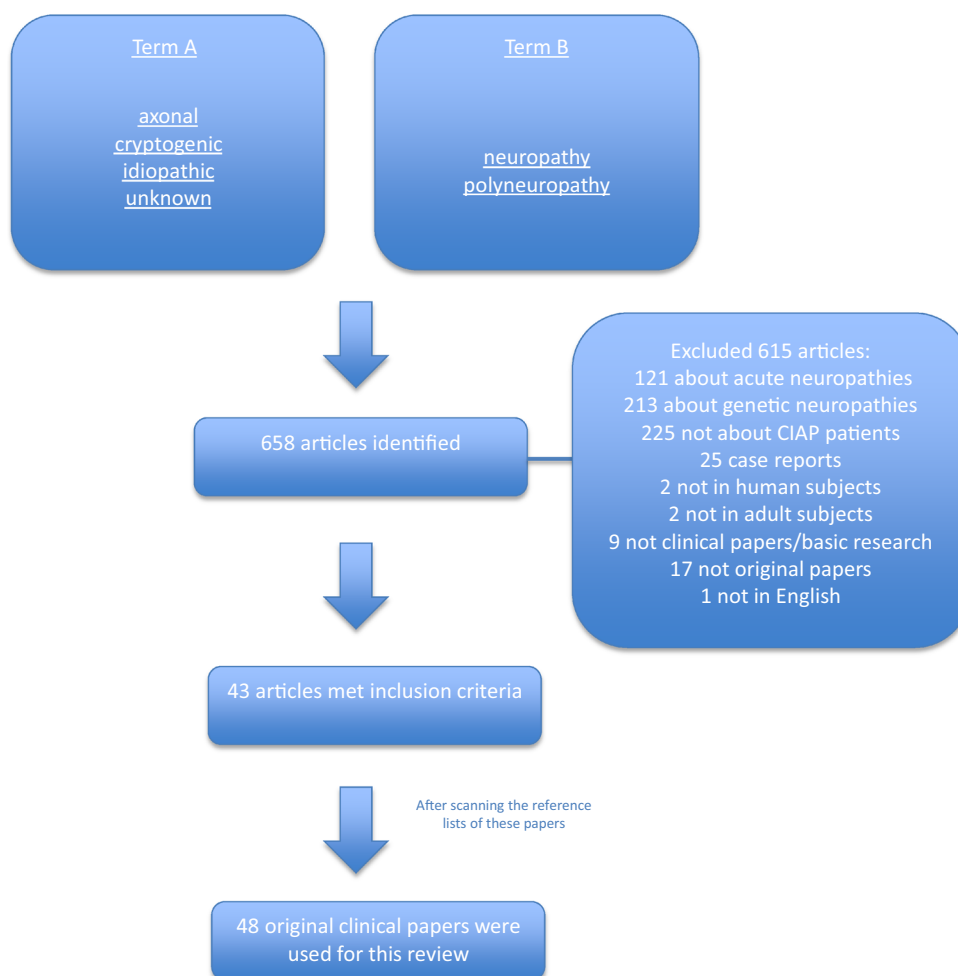 Term A
axonal
cryptogenic
idiopathic
unknown
Term B
neuropathy
polyneuropathy
658 articles identified
Excluded 615 articles:
121 about acute neuropathies
213 about genetic neuropathies
225 not about CIAP patients
25 case reports
2 not in human subjects
2 not in adult subjects
9 not clinical papers/basic research
17 not original papers
1 not in English
43 articles met inclusion criteria
After scanning the reference
lists of these papers
48 original clinical papers were
used for this review